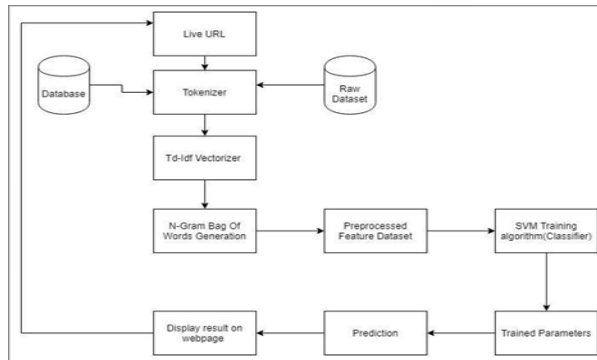 Live URL
Database
Tokenizer
Raw
Dataset
Td-Idf Vectorizer
N-Gram Bag Of
Words Generation
Preprocessed
Feature Dataset
SVM Training
algorithm(Classifier)
Display result on
webpage
Prediction
Trained Parameters